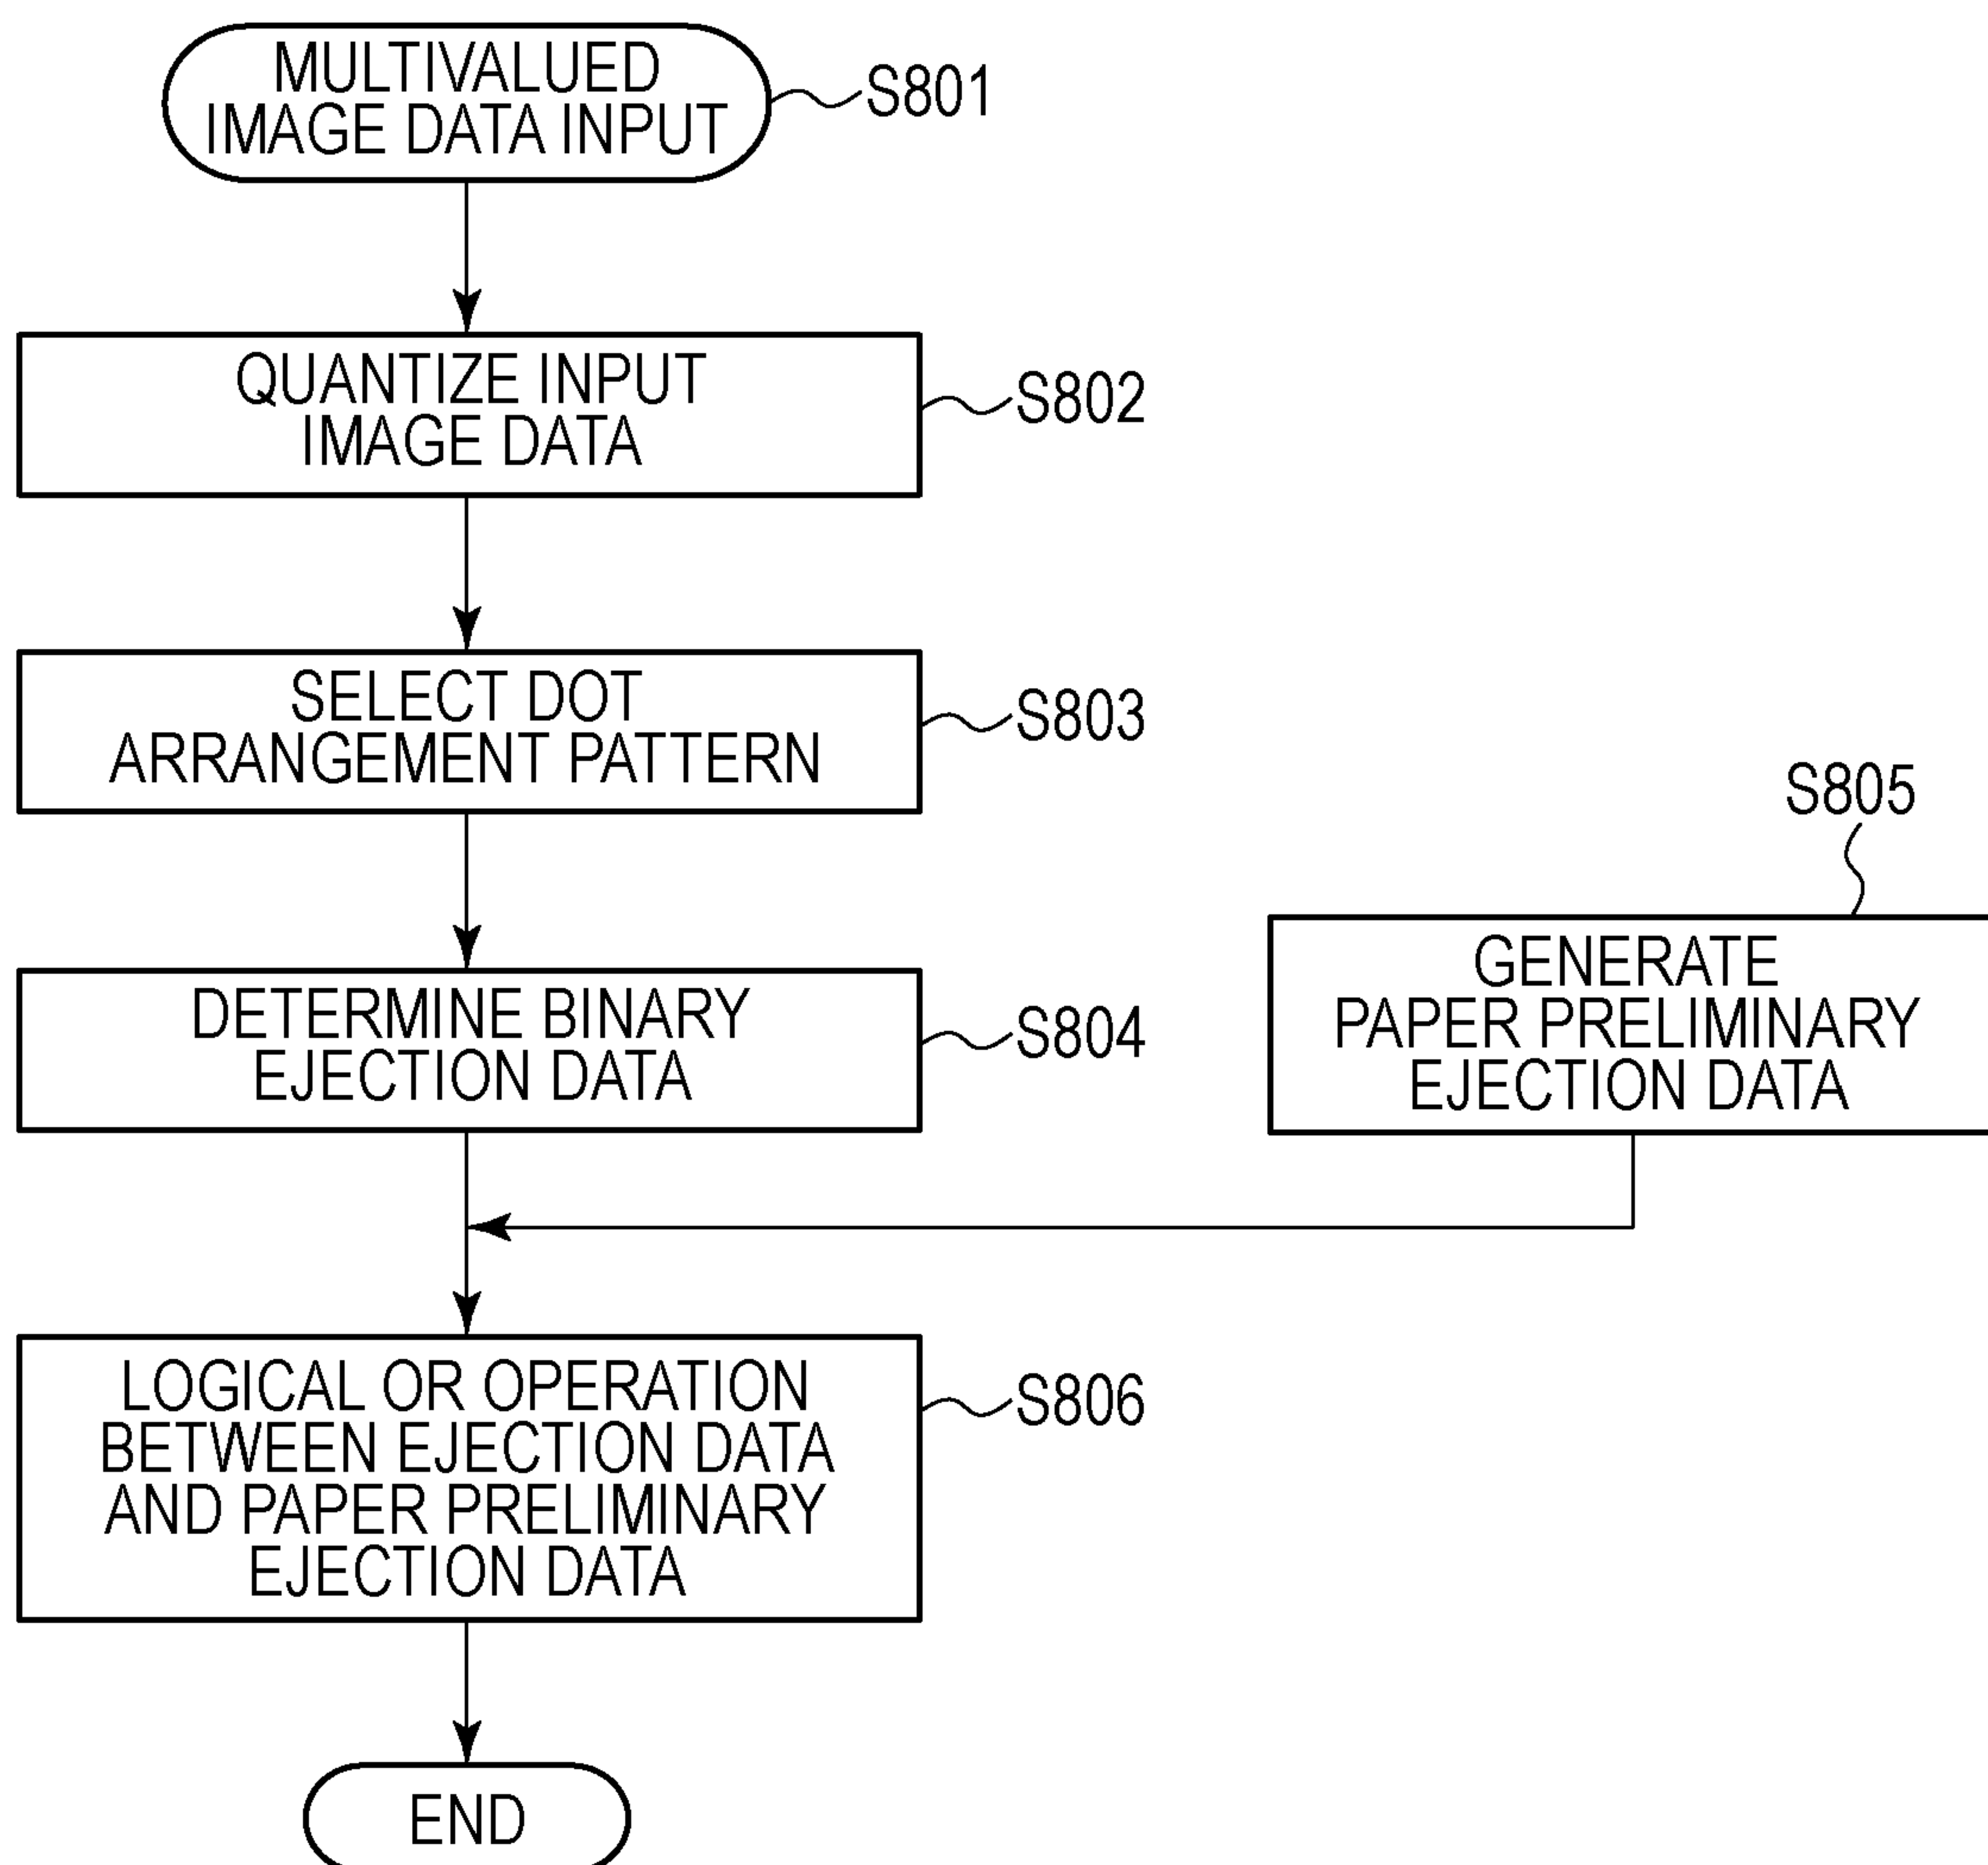 MULTIVALUED
IMAGE DATA INPUT
S801
QUANTIZE INPUT
IMAGE DATA
S802
SELECT DOT
ARRANGEMENT PATTERN
S803
DETERMINE BINARY
EJECTION DATA
S804
S805
GENERATE
PAPER PRELIMINARY
EJECTION DATA
LOGICAL OR OPERATION
BETWEEN EJECTION DATA
AND PAPER PRELIMINARY
EJECTION DATA
S806
END